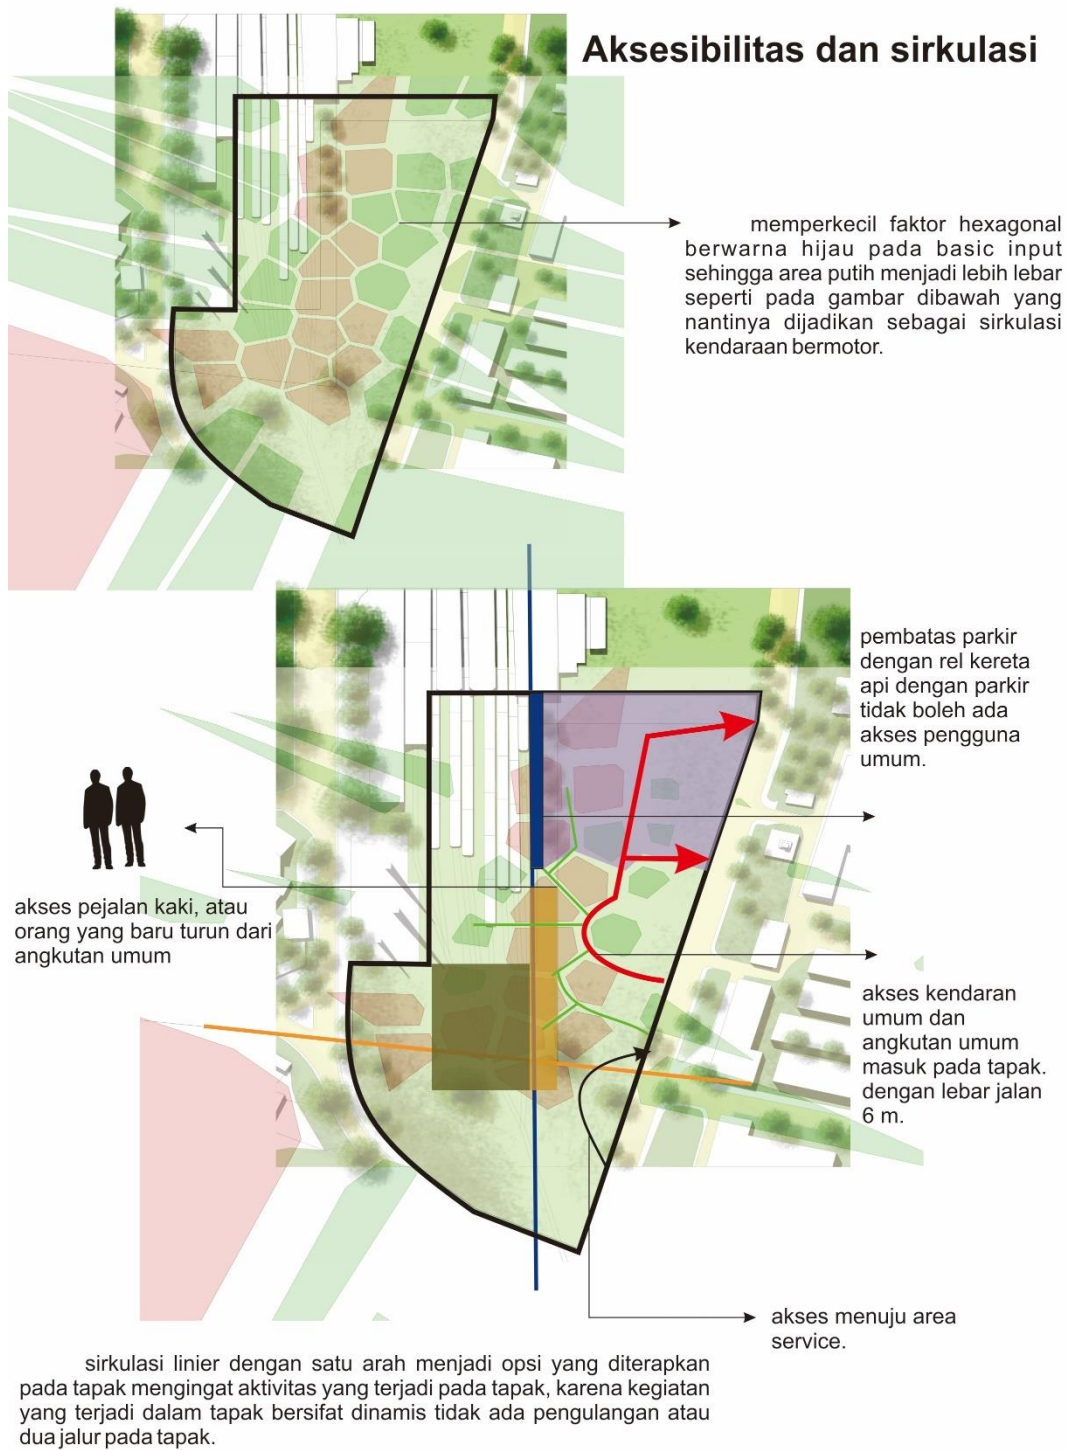 Aksesibilitas dan sirkulasi
memperkecil faktor hexagonal
berwarna hijau pada basic input
sehingga area putih menjadi lebih lebar
seperti pada gambar dibawah yang
nantinya dijadikan sebagai sirkulasi
kendaraan bermotor.
pembatas parkir
dengan rel kereta
api dengan parkir
tidak boleh ada
akses pengguna
umum.
akses pejalan kaki, atau
orang yang baru turun dari
angkutan umum
akses kendaran
umum dan
angkutan umum
masuk pada tapak.
dengan lebar jalan
6 m.
akses menuju area
service.
sirkulasi linier dengan satu arah menjadi opsi yang diterapkan
pada tapak mengingat aktivitas yang terjadi pada tapak, karena kegiatan
yang terjadi dalam tapak bersifat dinamis tidak ada pengulangan atau
dua jalur pada tapak.